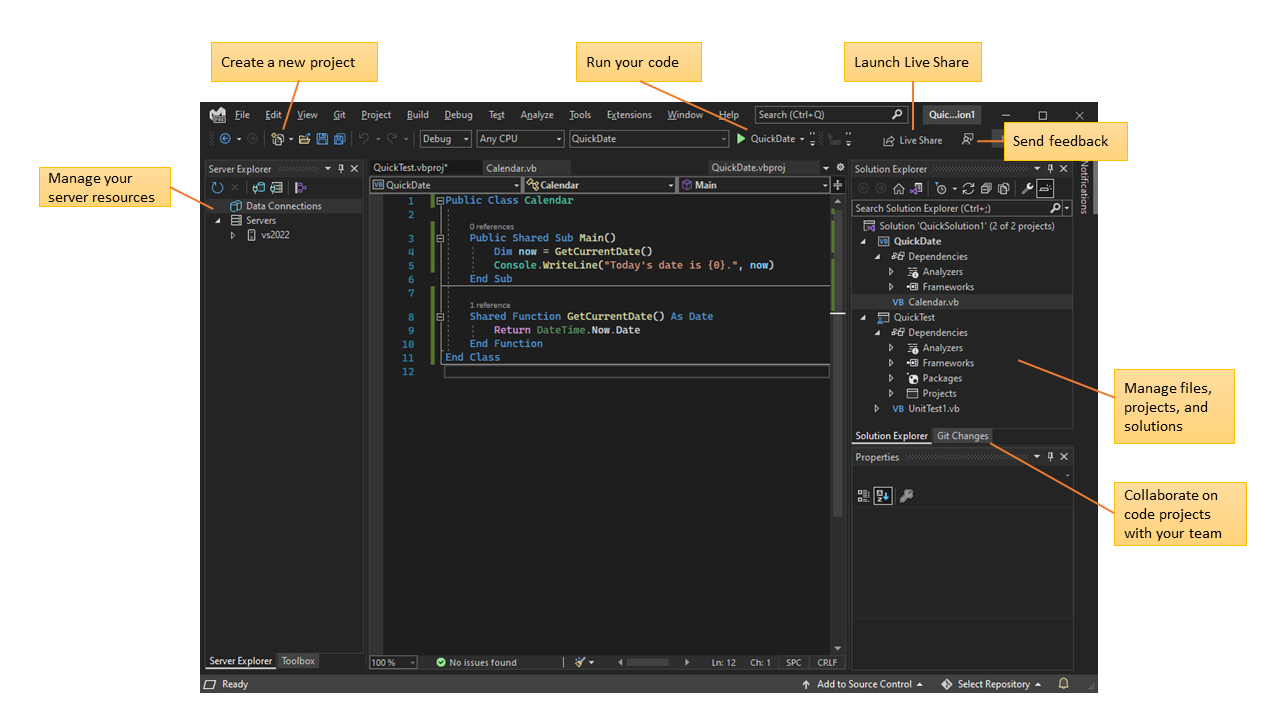 Create a new project
Run your code
Launch Live Share
File Edit View Git Project Build Debug Test Analyze Tools Extensions Window Help Search (Ctrl+Q) Quic...ion1
Debug Any CPU QuickDate QuickDate Live Share
Send feedback
Manage your
server resources
Server Explorer
Data Connections
Servers
vs2022
Server Explorer Toolbox
QuickTest.vbproj* Calendar.vb QuickDate.vbproj
VB QuickDate Calendar Main
1 Public Class Calendar
2
0 references
3 Public Shared Sub Main()
4 Dim now = GetCurrentDate()
5 Console.WriteLine("Today's date is {0}.", now)
6 End Sub
7
1 reference
8 Shared Function GetCurrentDate() As Date
9 Return DateTime.Now.Date
10 End Function
11 End Class
12
100 % No issues found Ln: 12 Ch: 1 SPC CRLF
Solution Explorer
Search Solution Explorer (Ctrl+;)
Solution 'QuickSolution1' (2 of 2 projects)
VB QuickDate
Dependencies
Analyzers
Frameworks
VB Calendar.vb
QuickTest
Dependencies
Analyzers
Frameworks
Packages
Projects
VB UnitTest1.vb
Solution Explorer Git Changes
Properties
Notifications
Manage files,
projects, and
solutions
Collaborate on
code projects
with your team
Ready Add to Source Control Select Repository